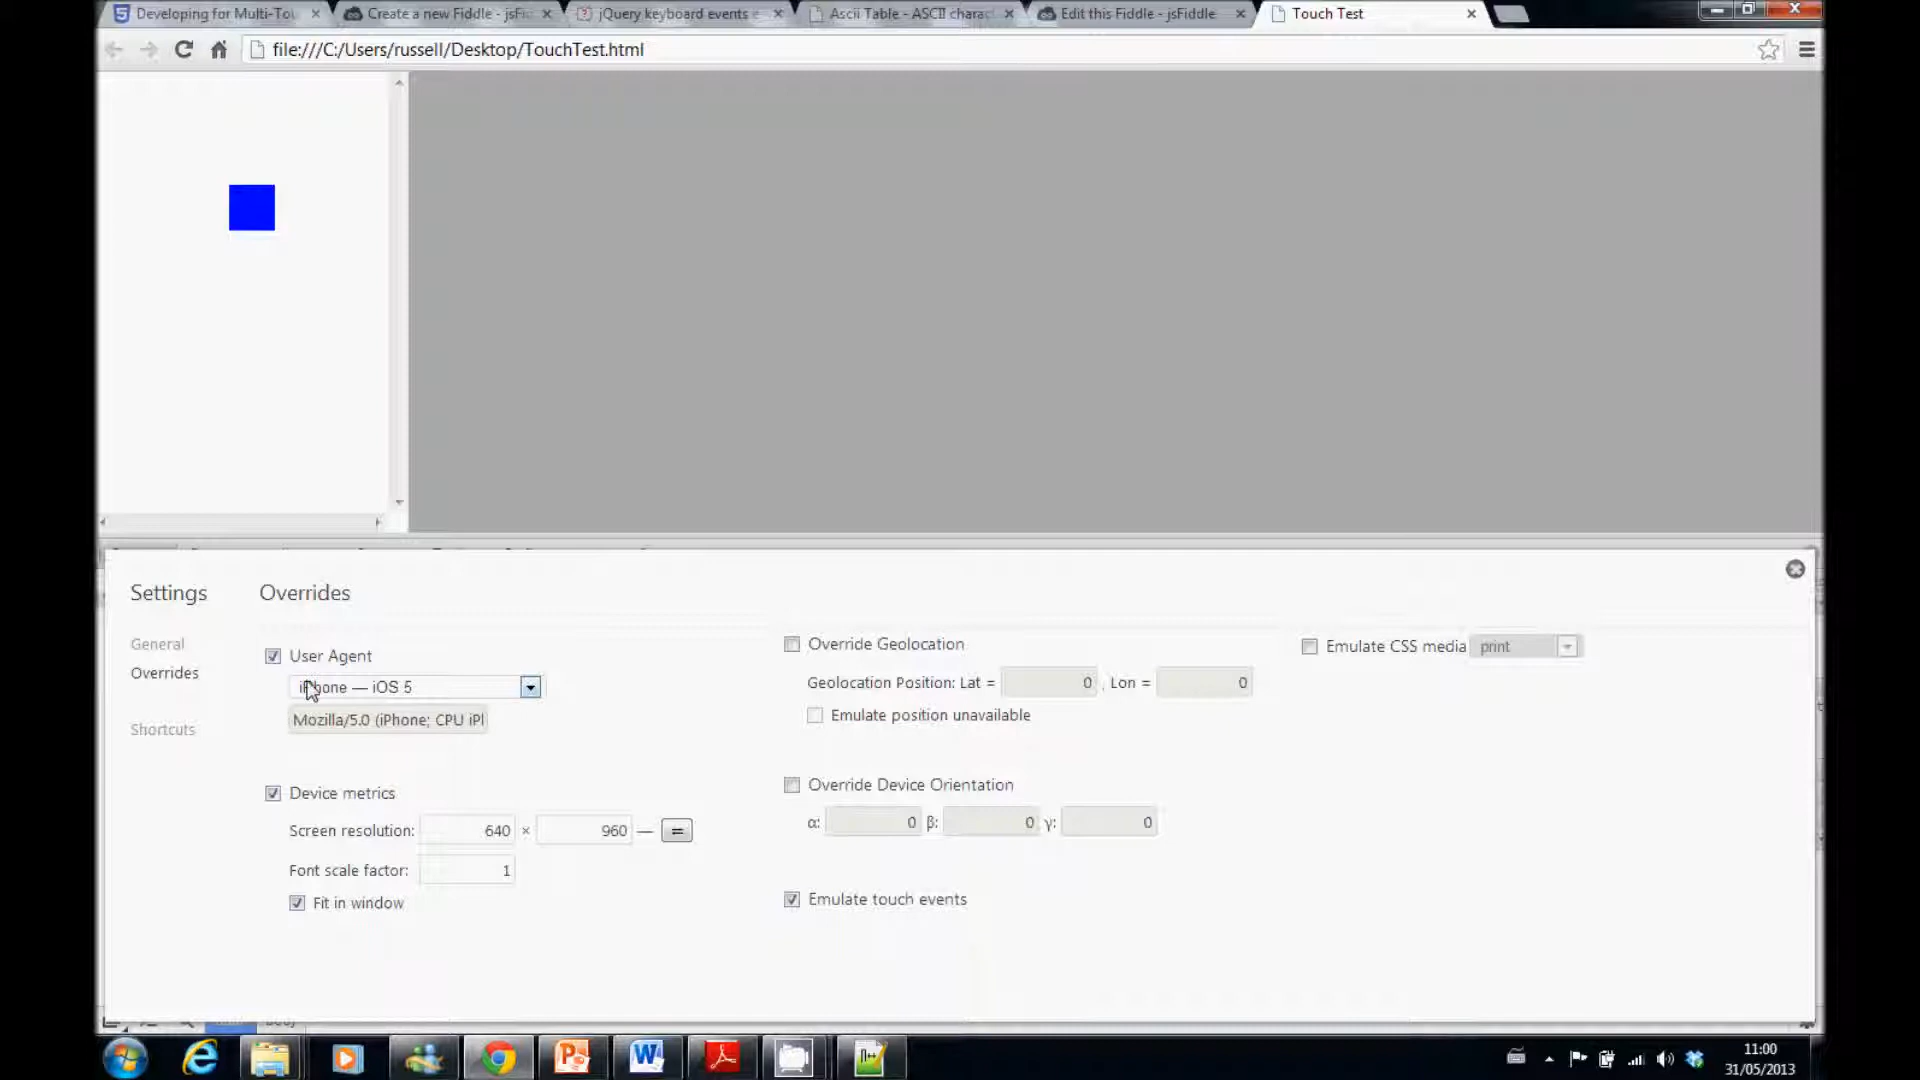 Developing for Multi-Tou
Create a new Fiddle - jsFid
jQuery keyboard events e
Ascii Table - ASCII charac
Edit this Fiddle - jsFiddle
Touch Test
file:///C:/Users/russell/Desktop/TouchTest.html
Settings
Overrides
General
Overrides
Shortcuts
User Agent
iPhone — iOS 5
Mozilla/5.0 (iPhone; CPU iPl
Device metrics
Screen resolution: 640 × 960 — =
Font scale factor: 1
Fit in window
Override Geolocation
Geolocation Position: Lat = 0 , Lon = 0
Emulate position unavailable
Override Device Orientation
α: 0 β: 0 γ: 0
Emulate touch events
Emulate CSS media print
11:00
31/05/2013